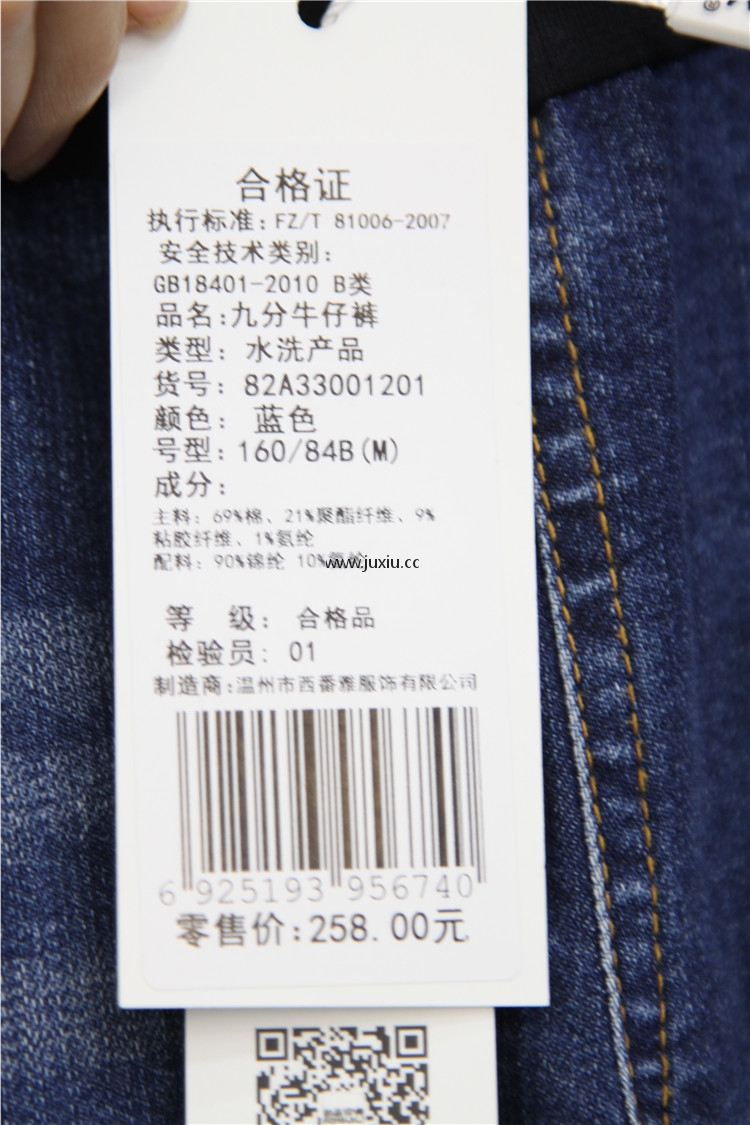 合格证
执行标准:FZ/T 81006-2007
安全技术类别:
GB18401-2010 B类
品名:九分牛仔裤
类型: 水洗产品
货号: 82A33001201
颜色: 蓝色
号型:160/84B(M)
成分:
主料: 69%棉、21%聚酯纤维、9%
粘胶纤维、1%氨纶
配料: 90%锦纶 10%氨纶
www.juxiu.cc
等 级: 合格品
检验员: 01
制造商:温州市西番雅服饰有限公司
6 925193 956740
零售价:258.00元